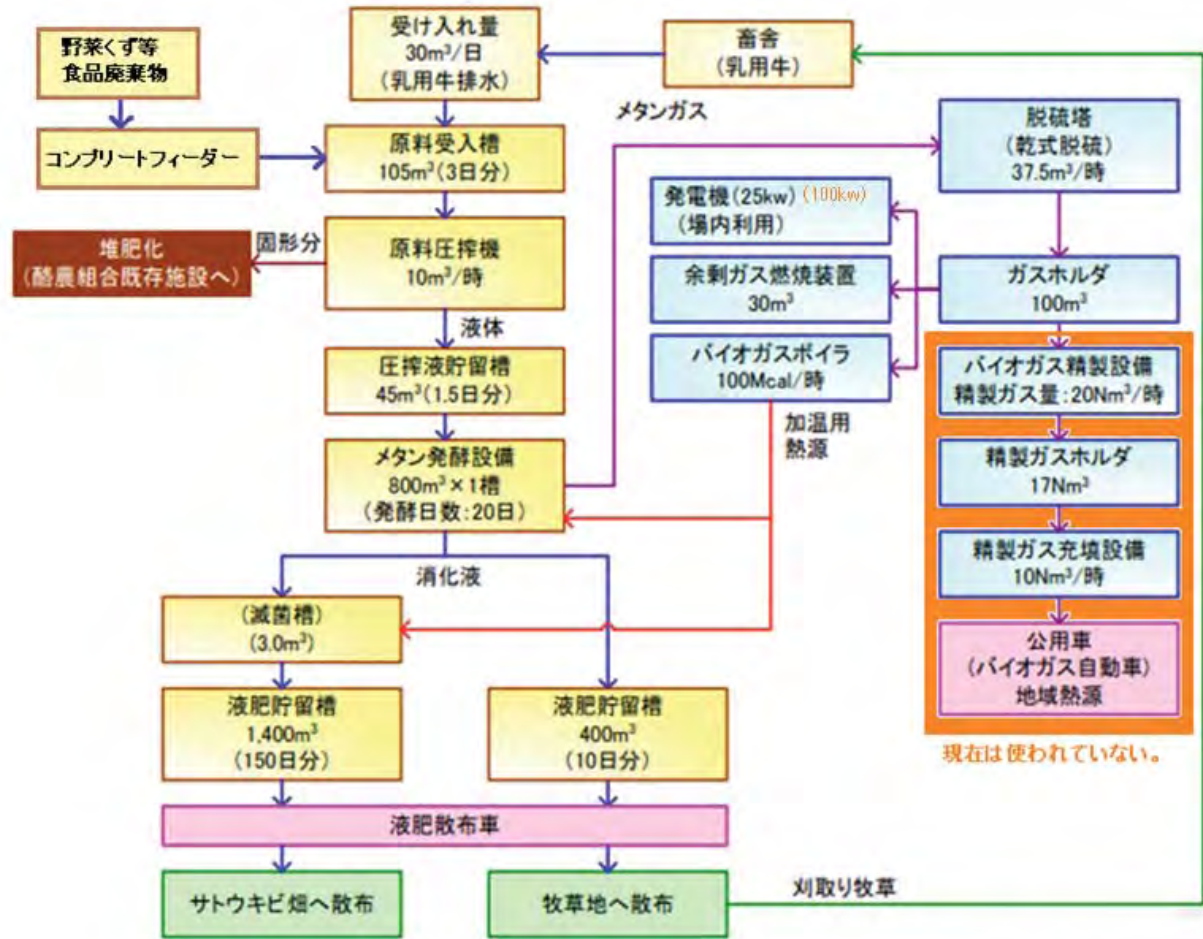 野菜くず等
食品廃棄物
コンプリートフィーダー
受け入れ量
30m³/日
(乳用牛排水)
畜舎
(乳用牛)
原料受入槽
105m³(3日分)
原料圧搾機
10m³/時
固形分
堆肥化
(酪農組合既存施設へ)
液体
圧搾液貯留槽
45m³(1.5日分)
メタン発酵設備
800m³×1槽
(発酵日数:20日)
メタンガス
脱硫塔
(乾式脱硫)
37.5m³/時
発電機(25kw) (100kw)
(場内利用)
余剰ガス燃焼装置
30m³
バイオガスボイラ
100Mcal/時
ガスホルダ
100m³
加温用
熱源
バイオガス精製設備
精製ガス量:20Nm³/時
精製ガスホルダ
17Nm³
精製ガス充填設備
10Nm³/時
公用車
(バイオガス自動車)
地域熱源
現在は使われていない。
消化液
(滅菌槽)
(3.0m³)
液肥貯留槽
1,400m³
(150日分)
液肥貯留槽
400m³
(10日分)
液肥散布車
サトウキビ畑へ散布
牧草地へ散布
刈取り牧草